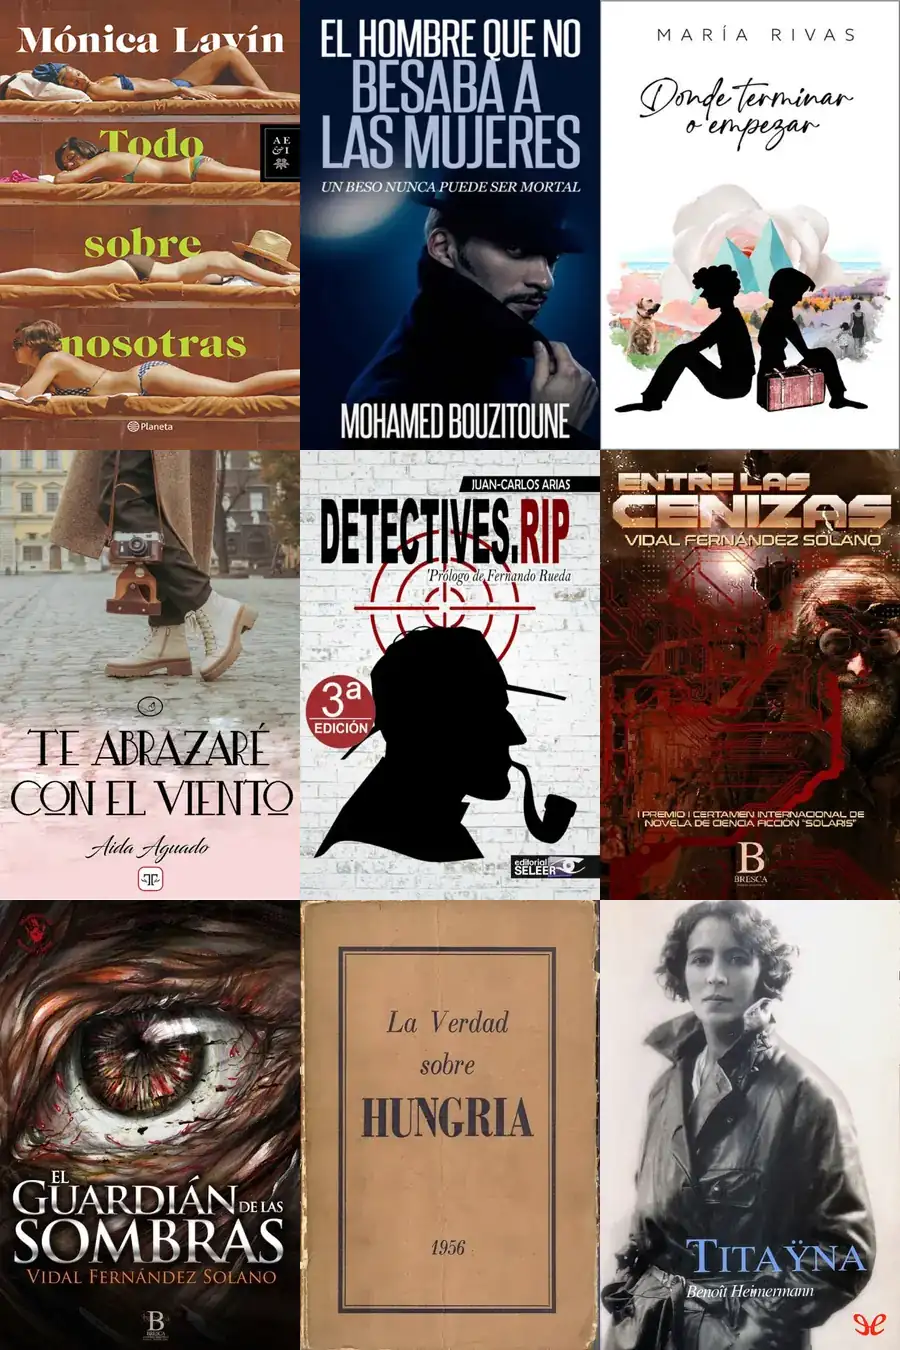 Mónica Lavín
Todo
AE
&I
sobre
nosotras
Planeta
EL HOMBRE QUE NO
BESABA A
LAS MUJERES
UN BESO NUNCA PUEDE SER MORTAL
MOHAMED BOUZITOUNE
MARÍA RIVAS
Donde terminar
o empezar
TE ABRAZARÉ
CON EL VIENTO
Aida Aguado
JUAN-CARLOS ARIAS
DETECTIVES.RIP
Prólogo de Fernando Rueda
3ª
EDICIÓN
editorial
SELEER
ENTRE LAS
CENIZAS
VIDAL FERNÁNDEZ SOLANO
I PREMIO I CERTAMEN INTERNACIONAL DE
NOVELA DE CIENCIA FICCIÓN "SOLARIS"
B
BRESCA
EL
GUARDIÁN DE LAS
SOMBRAS
VIDAL FERNÁNDEZ SOLANO
B
BRESCA
La Verdad
sobre
HUNGRIA
1956
TITAŸNA
Benoît Heimermann